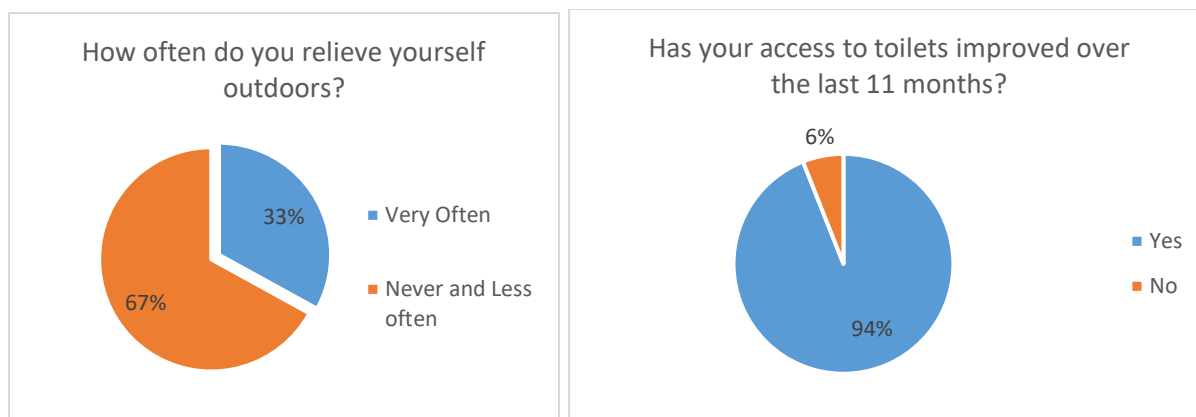 How often do you relieve yourself
outdoors?
33%
67%
Very Often
Never and Less
often
Has your access to toilets improved over
the last 11 months?
6%
94%
Yes
No